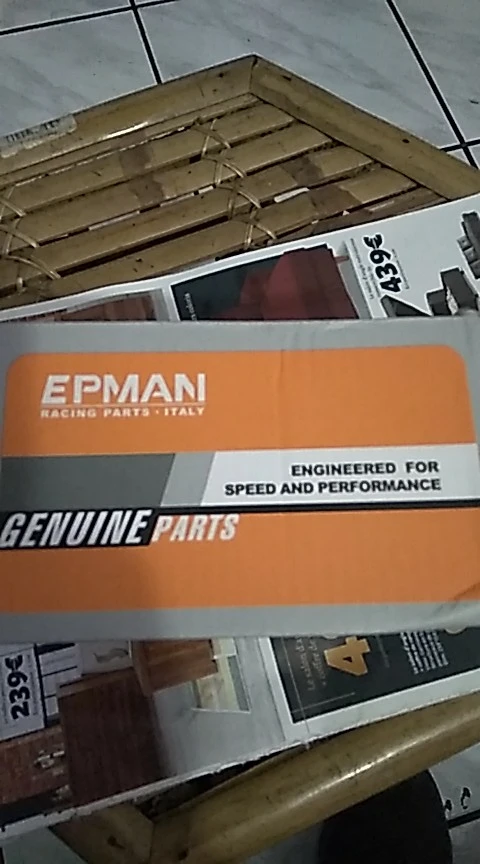 439€
EPMAN
RACING PARTS · ITALY
ENGINEERED FOR
SPEED AND PERFORMANCE
GENUINE PARTS
239€